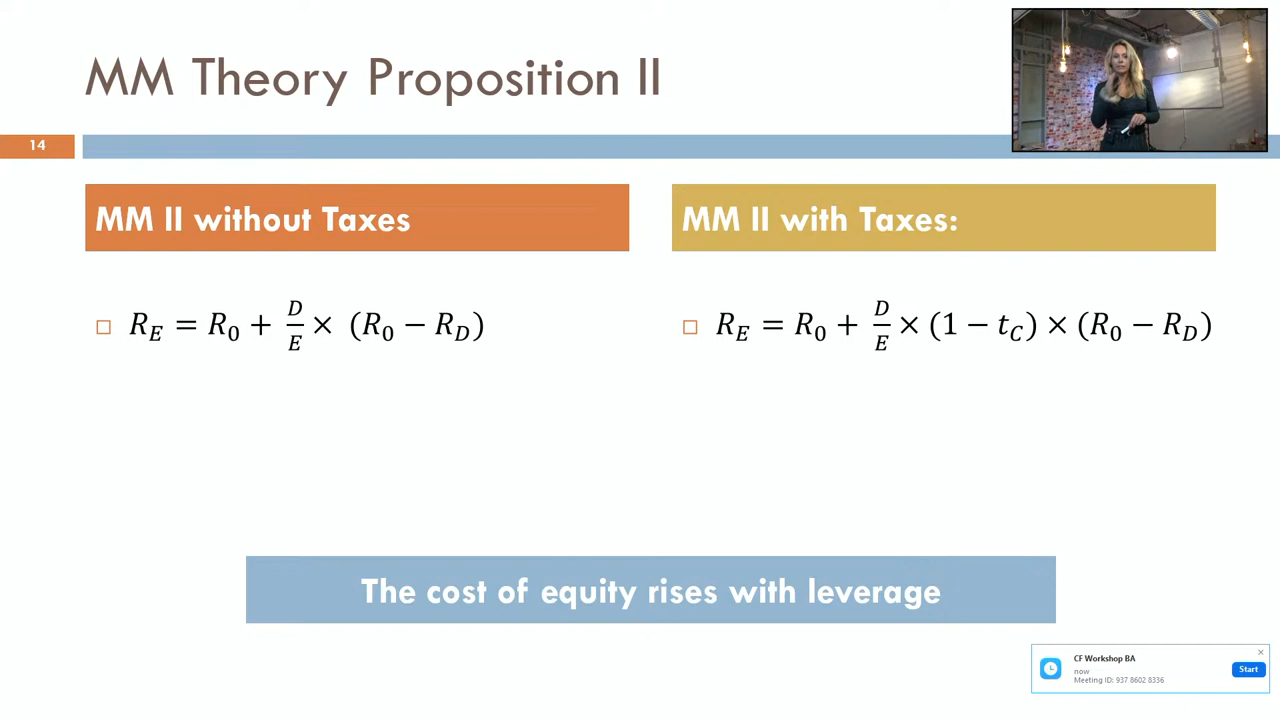 MM Theory Proposition II
14
MM II without Taxes
MM II with Taxes:
R_E = R_0 + D/E × (R_0 − R_D)
R_E = R_0 + D/E × (1 − t_C) × (R_0 − R_D)
The cost of equity rises with leverage
CF Workshop BA
now
Meeting ID: 937 8602 8336
Start